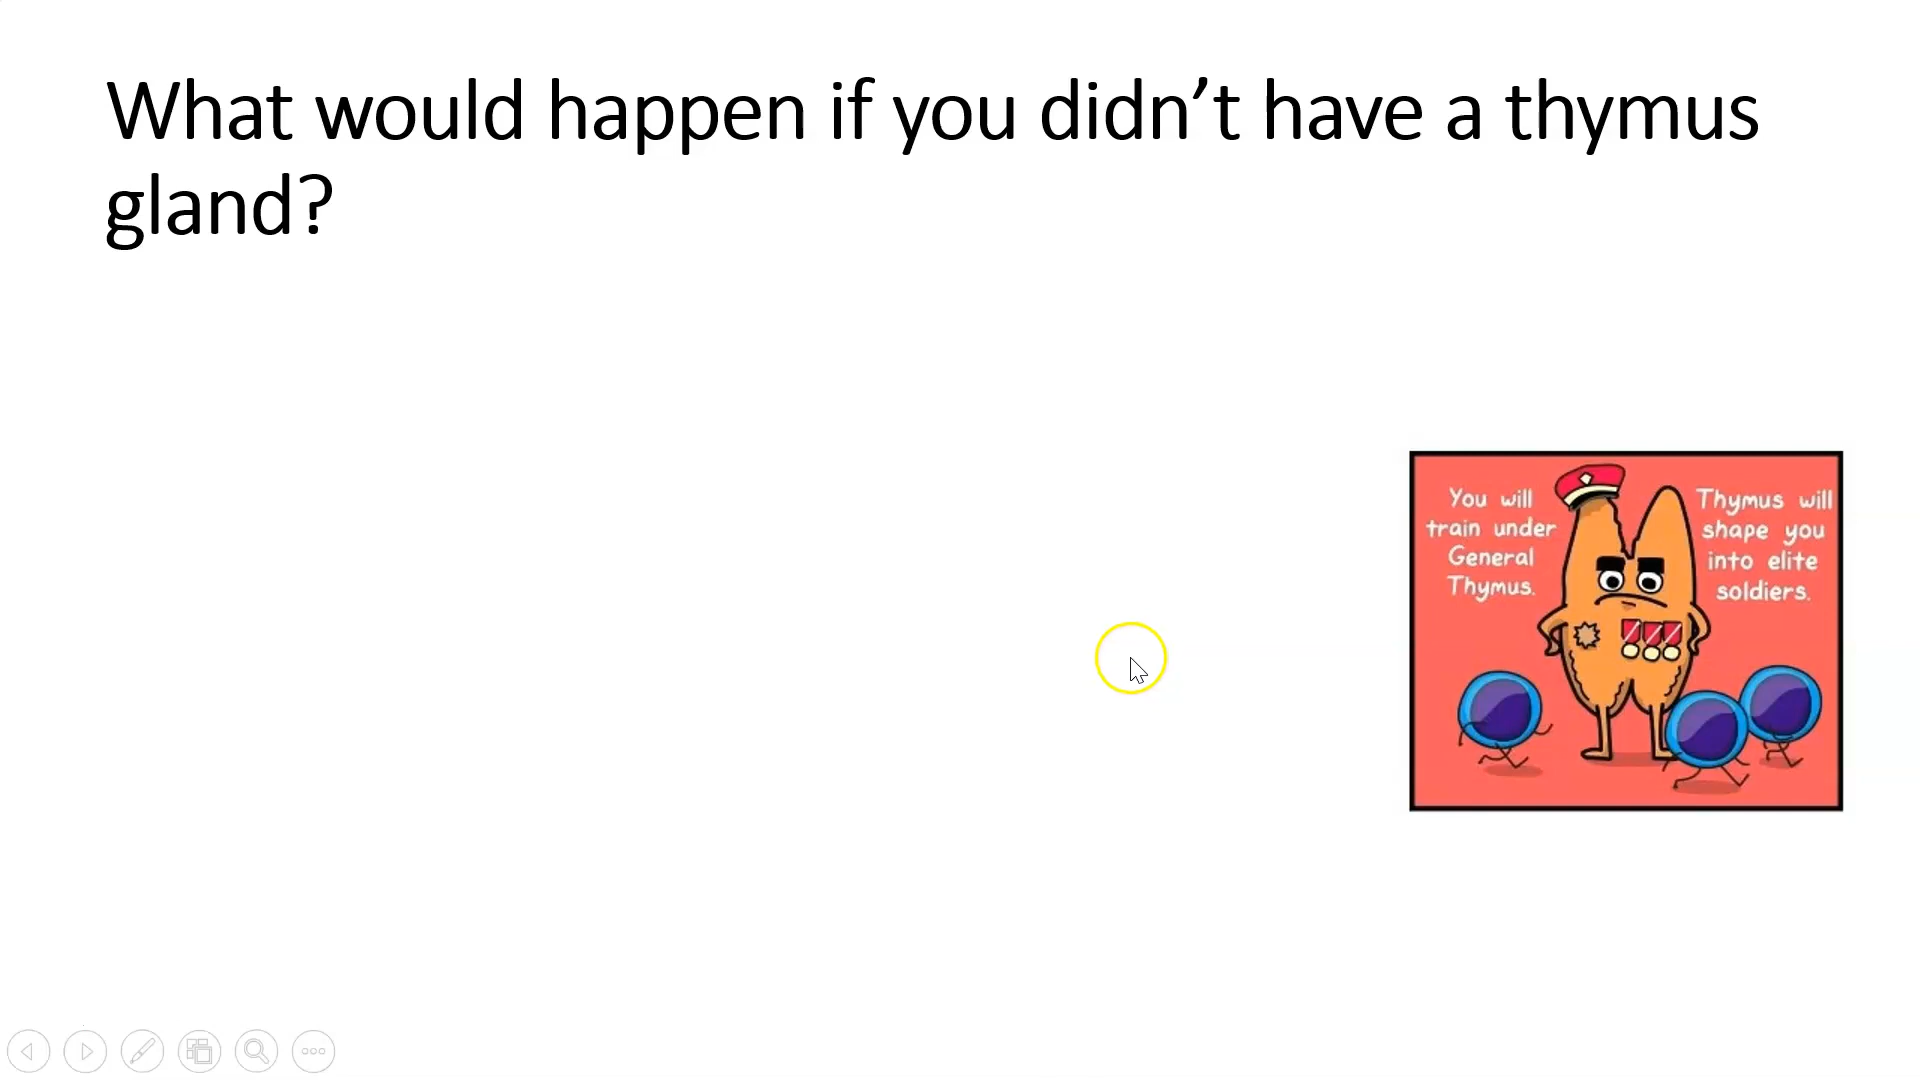 What would happen if you didn’t have a thymus
gland?
You will
train under
General
Thymus.
Thymus will
shape you
into elite
soldiers.